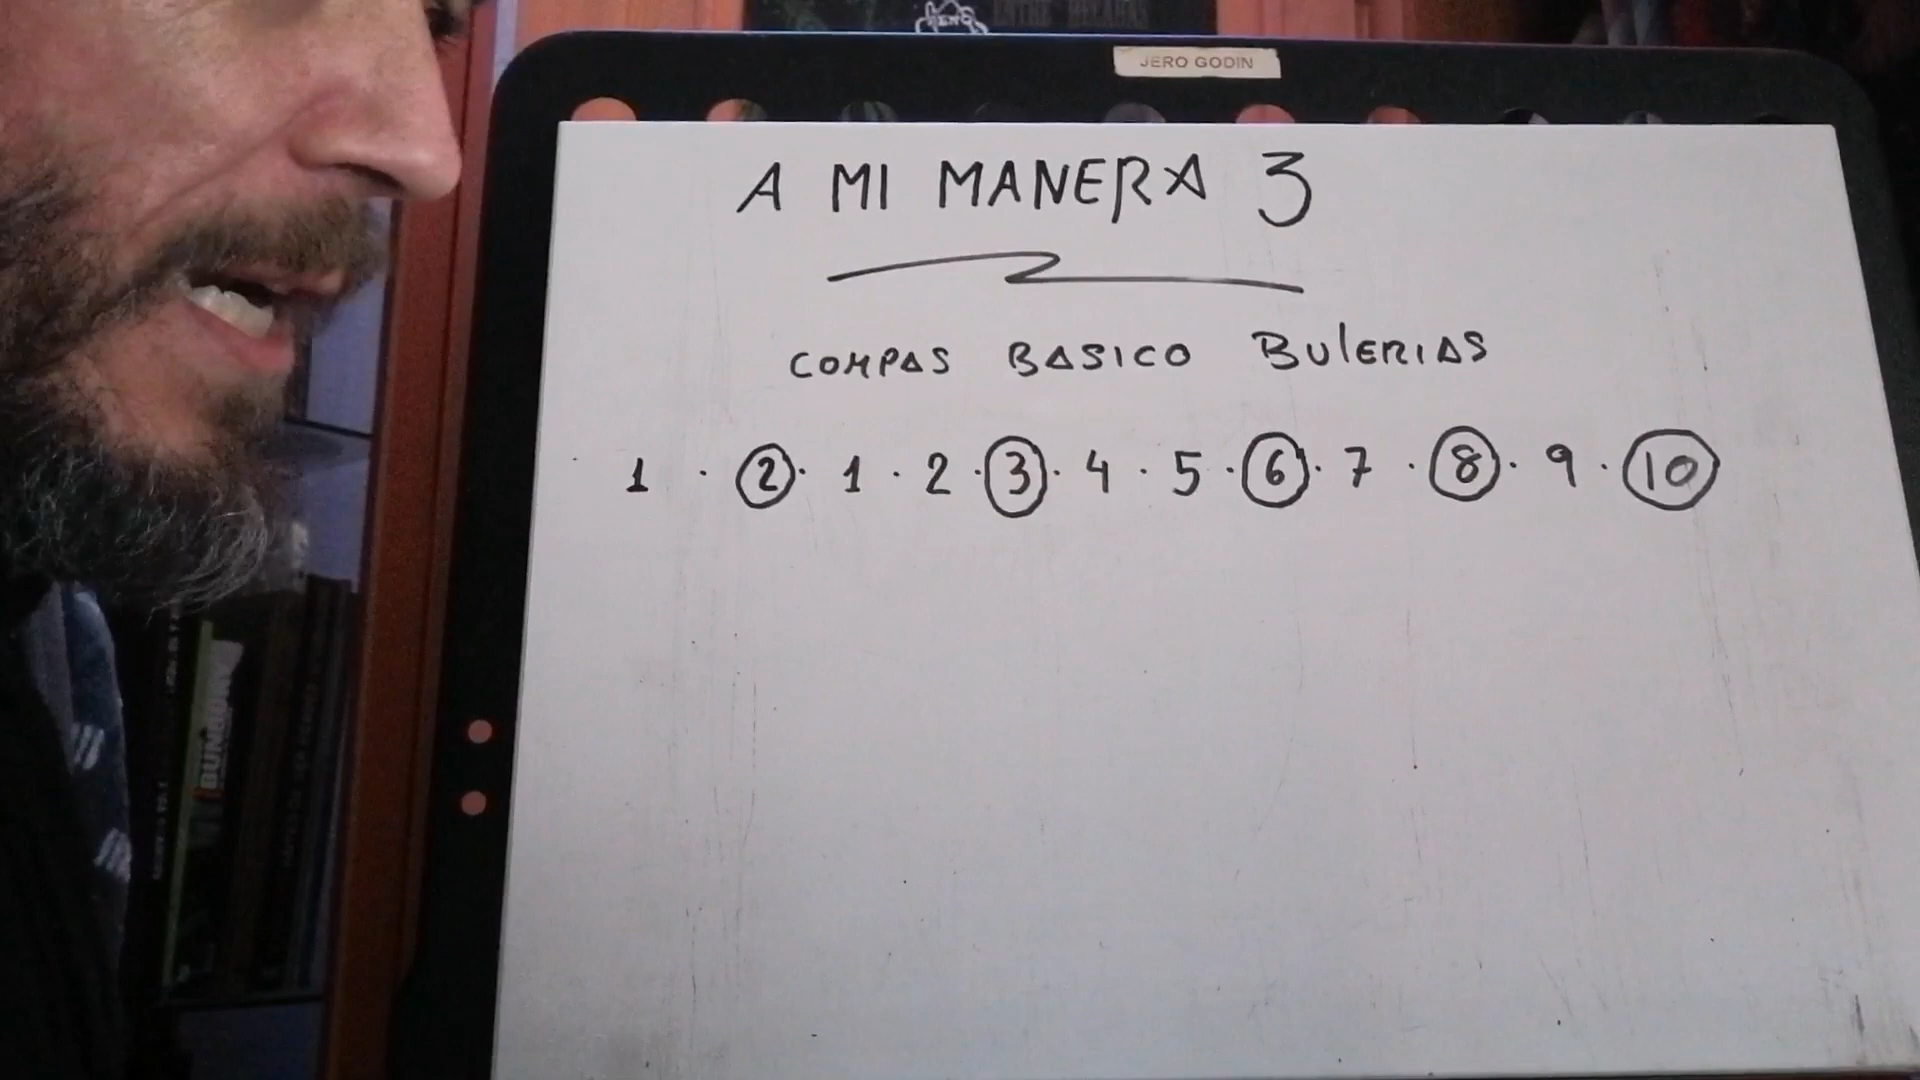 JERO GODIN
A MI MANERA 3
COMPAS BASICO BULERIAS
1 · 2 · 1 · 2 · 3 · 4 · 5 · 6 · 7 · 8 · 9 · 10